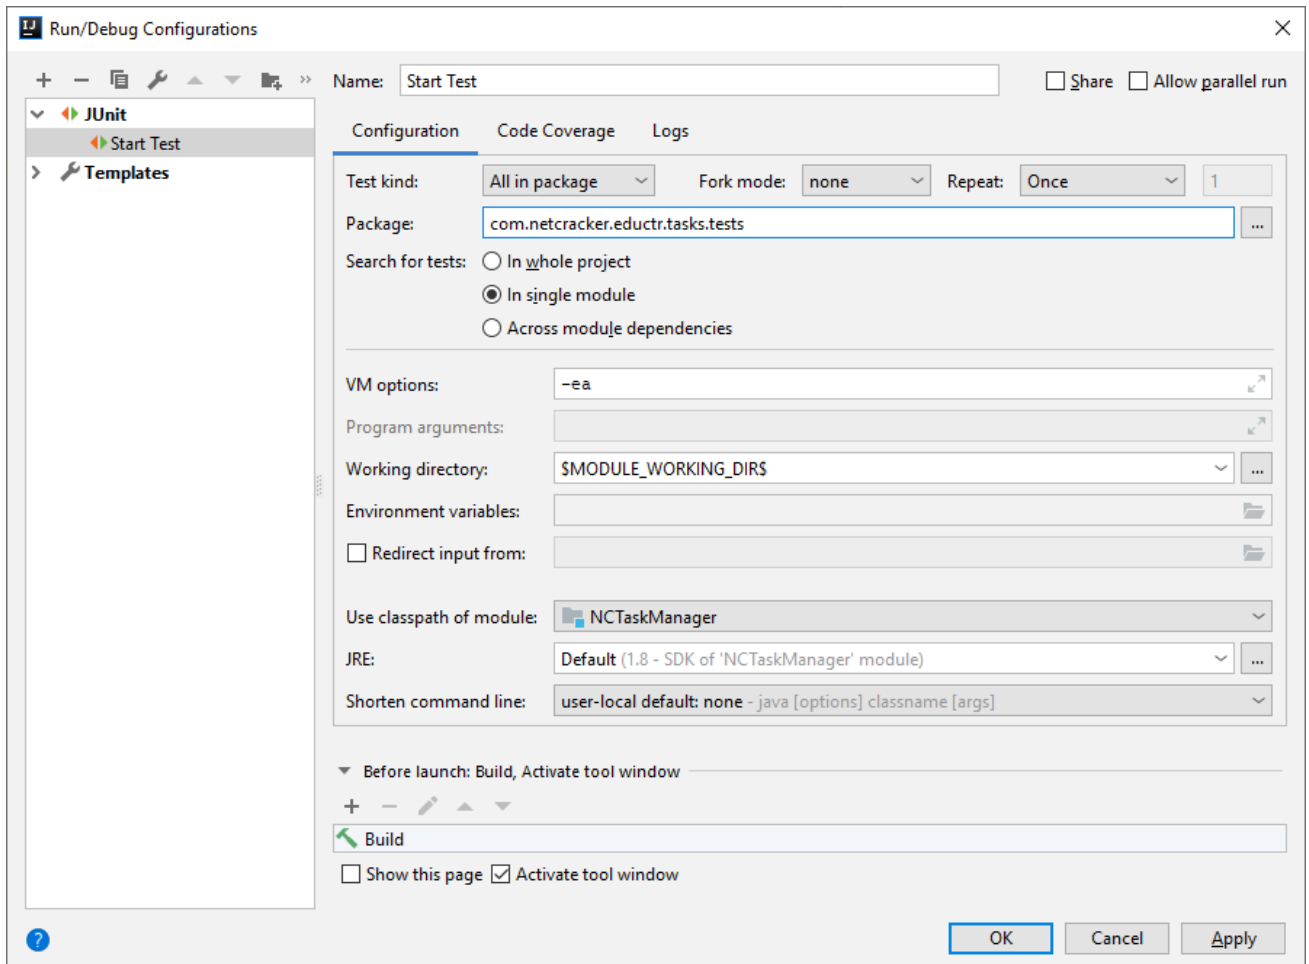 Run/Debug Configurations
Name: Start Test Share Allow parallel run
JUnit
Start Test
Templates
Configuration Code Coverage Logs
Test kind: All in package Fork mode: none Repeat: Once 1
Package: com.netcracker.eductr.tasks.tests ...
Search for tests: In whole project
In single module
Across module dependencies
VM options: -ea
Program arguments:
Working directory: $MODULE_WORKING_DIR$ ...
Environment variables:
Redirect input from:
Use classpath of module: NCTaskManager
JRE: Default (1.8 - SDK of 'NCTaskManager' module) ...
Shorten command line: user-local default: none - java [options] classname [args]
Before launch: Build, Activate tool window
Build
Show this page Activate tool window
? OK Cancel Apply